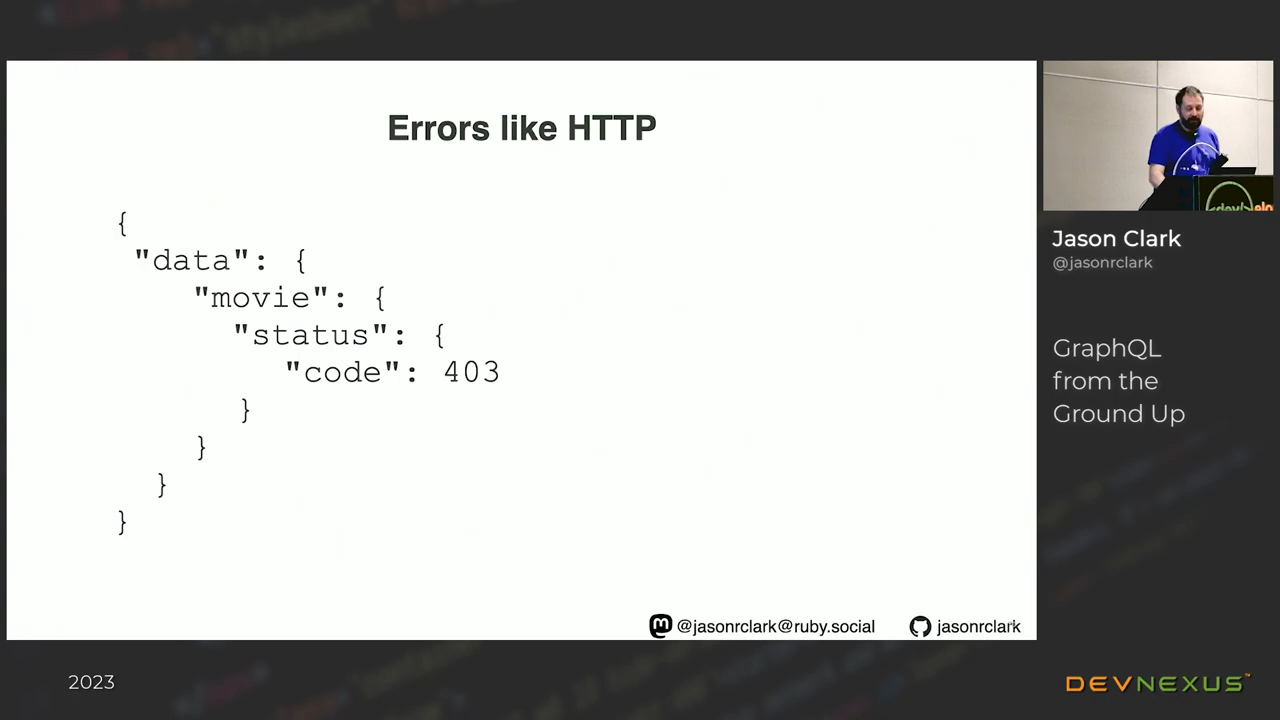 Errors like HTTP
{
"data": {
"movie": {
"status": {
"code": 403
}
}
}
}
@jasonrclark@ruby.social
jasonrclark
Jason Clark
@jasonrclark
GraphQL
from the
Ground Up
2023
DEVNEXUS